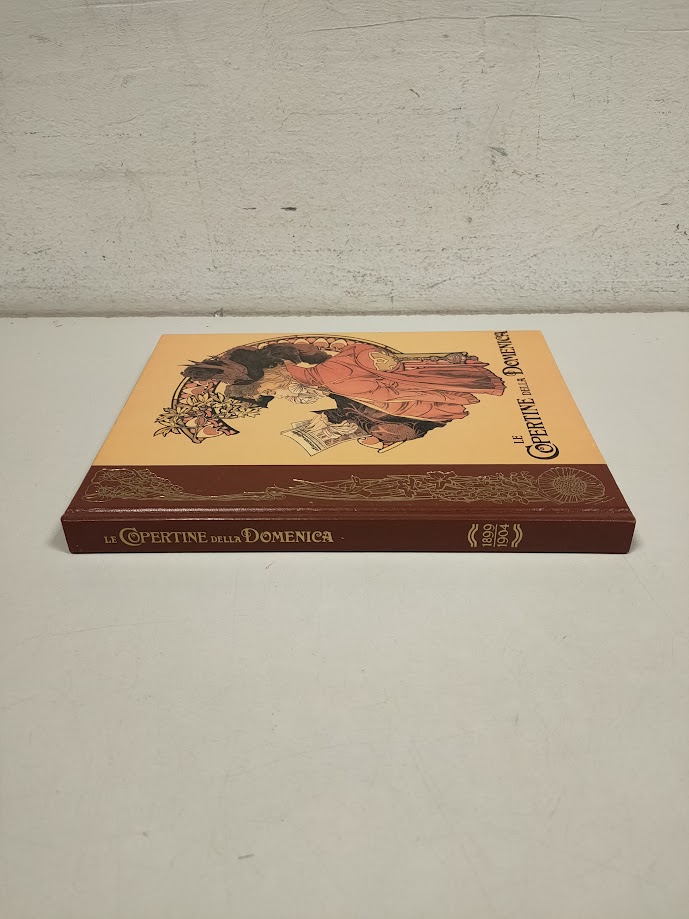 LE
COPERTINE DELLA DOMENICA
LE COPERTINE DELLA DOMENICA
1899
1904